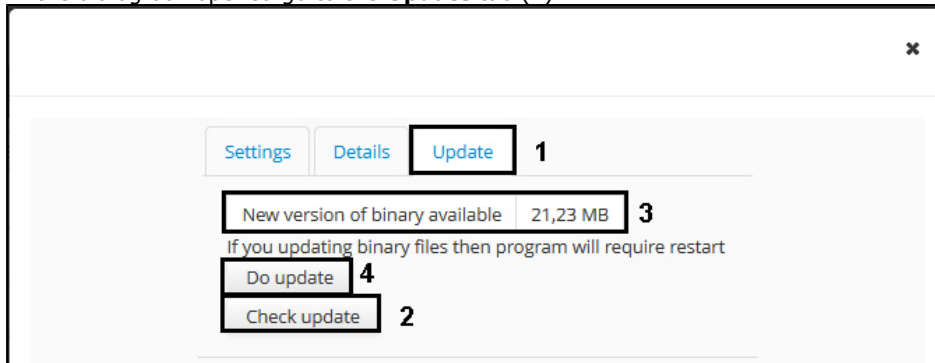 Settings Details Update 1
New version of binary available 21,23 MB 3
If you updating binary files then program will require restart
Do update 4
Check update 2